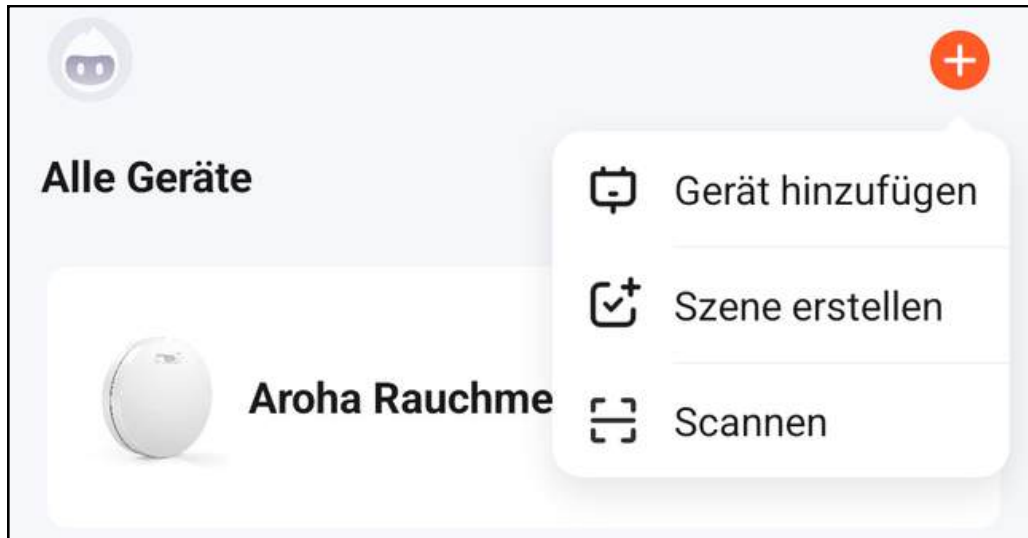 Alle Geräte
Gerät hinzufügen
Szene erstellen
Aroha Rauchme
Scannen